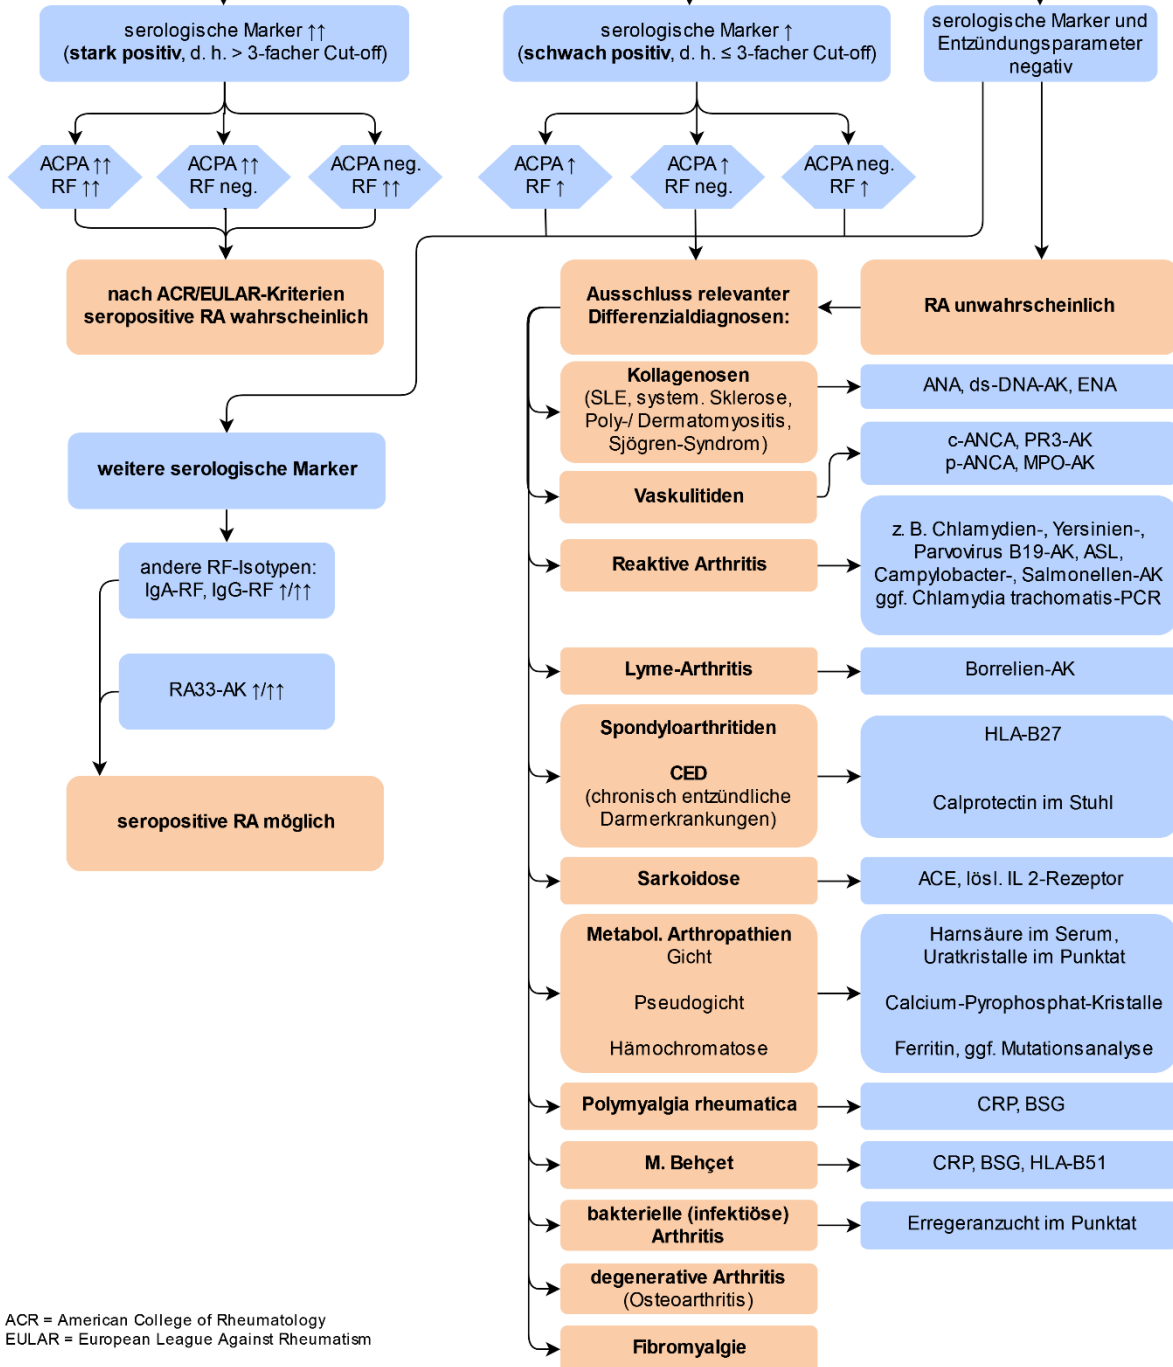 serologische Marker ↑↑
(stark positiv, d. h. > 3-facher Cut-off)
serologische Marker ↑
(schwach positiv, d. h. ≤ 3-facher Cut-off)
serologische Marker und
Entzündungsparameter
negativ
ACPA ↑↑
RF ↑↑
ACPA ↑↑
RF neg.
ACPA neg.
RF ↑↑
ACPA ↑
RF ↑
ACPA ↑
RF neg.
ACPA neg.
RF ↑
nach ACR/EULAR-Kriterien
seropositive RA wahrscheinlich
Ausschluss relevanter
Differenzialdiagnosen:
RA unwahrscheinlich
weitere serologische Marker
andere RF-Isotypen:
IgA-RF, IgG-RF ↑/↑↑
RA33-AK ↑/↑↑
seropositive RA möglich
Kollagenosen
(SLE, system. Sklerose,
Poly-/ Dermatomyositis,
Sjögren-Syndrom)
ANA, ds-DNA-AK, ENA
Vaskulitiden
c-ANCA, PR3-AK
p-ANCA, MPO-AK
Reaktive Arthritis
z. B. Chlamydien-, Yersinien-,
Parvovirus B19-AK, ASL,
Campylobacter-, Salmonellen-AK
ggf. Chlamydia trachomatis-PCR
Lyme-Arthritis
Borrelien-AK
Spondyloarthritiden
CED
(chronisch entzündliche
Darmerkrankungen)
HLA-B27
Calprotectin im Stuhl
Sarkoidose
ACE, lösl. IL 2-Rezeptor
Metabol. Arthropathien
Gicht
Pseudogicht
Hämochromatose
Harnsäure im Serum,
Uratkristalle im Punktat
Calcium-Pyrophosphat-Kristalle
Ferritin, ggf. Mutationsanalyse
Polymyalgia rheumatica
CRP, BSG
M. Behçet
CRP, BSG, HLA-B51
bakterielle (infektiöse)
Arthritis
Erregeranzucht im Punktat
degenerative Arthritis
(Osteoarthritis)
Fibromyalgie
ACR = American College of Rheumatology
EULAR = European League Against Rheumatism